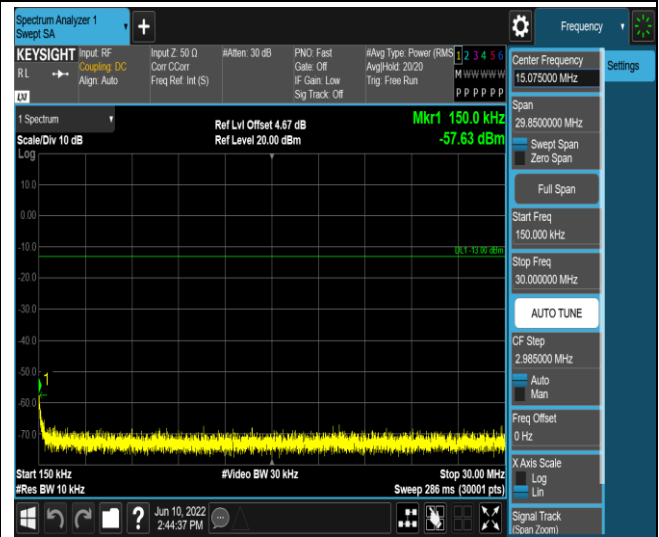 Spectrum Analyzer 1
Swept SA
+
Frequency
KEYSIGHT
RL
LXI
Input: RF
Coupling: DC
Align: Auto
Input Z: 50 Ω
Corr CCorr
Freq Ref: Int (S)
#Atten: 30 dB
PNO: Fast
Gate: Off
IF Gain: Low
Sig Track: Off
#Avg Type: Power (RMS
Avg|Hold: 20/20
Trig: Free Run
1 2 3 4 5 6
M W W W W W
P P P P P P
1 Spectrum
Scale/Div 10 dB
Log
Ref Lvl Offset 4.67 dB
Ref Level 20.00 dBm
Mkr1 150.0 kHz
-57.63 dBm
10.0
0.00
-10.0
DL1 -13.00 dBm
-20.0
-30.0
-40.0
-50.0
1
-60.0
-70.0
Start 150 kHz
#Video BW 30 kHz
Stop 30.00 MHz
#Res BW 10 kHz
Sweep 286 ms (30001 pts)
?
Jun 10, 2022
2:44:37 PM
Settings
Center Frequency
15.075000 MHz
Span
29.8500000 MHz
Swept Span
Zero Span
Full Span
Start Freq
150.000 kHz
Stop Freq
30.000000 MHz
AUTO TUNE
CF Step
2.985000 MHz
Auto
Man
Freq Offset
0 Hz
X Axis Scale
Log
Lin
Signal Track
(Span Zoom)